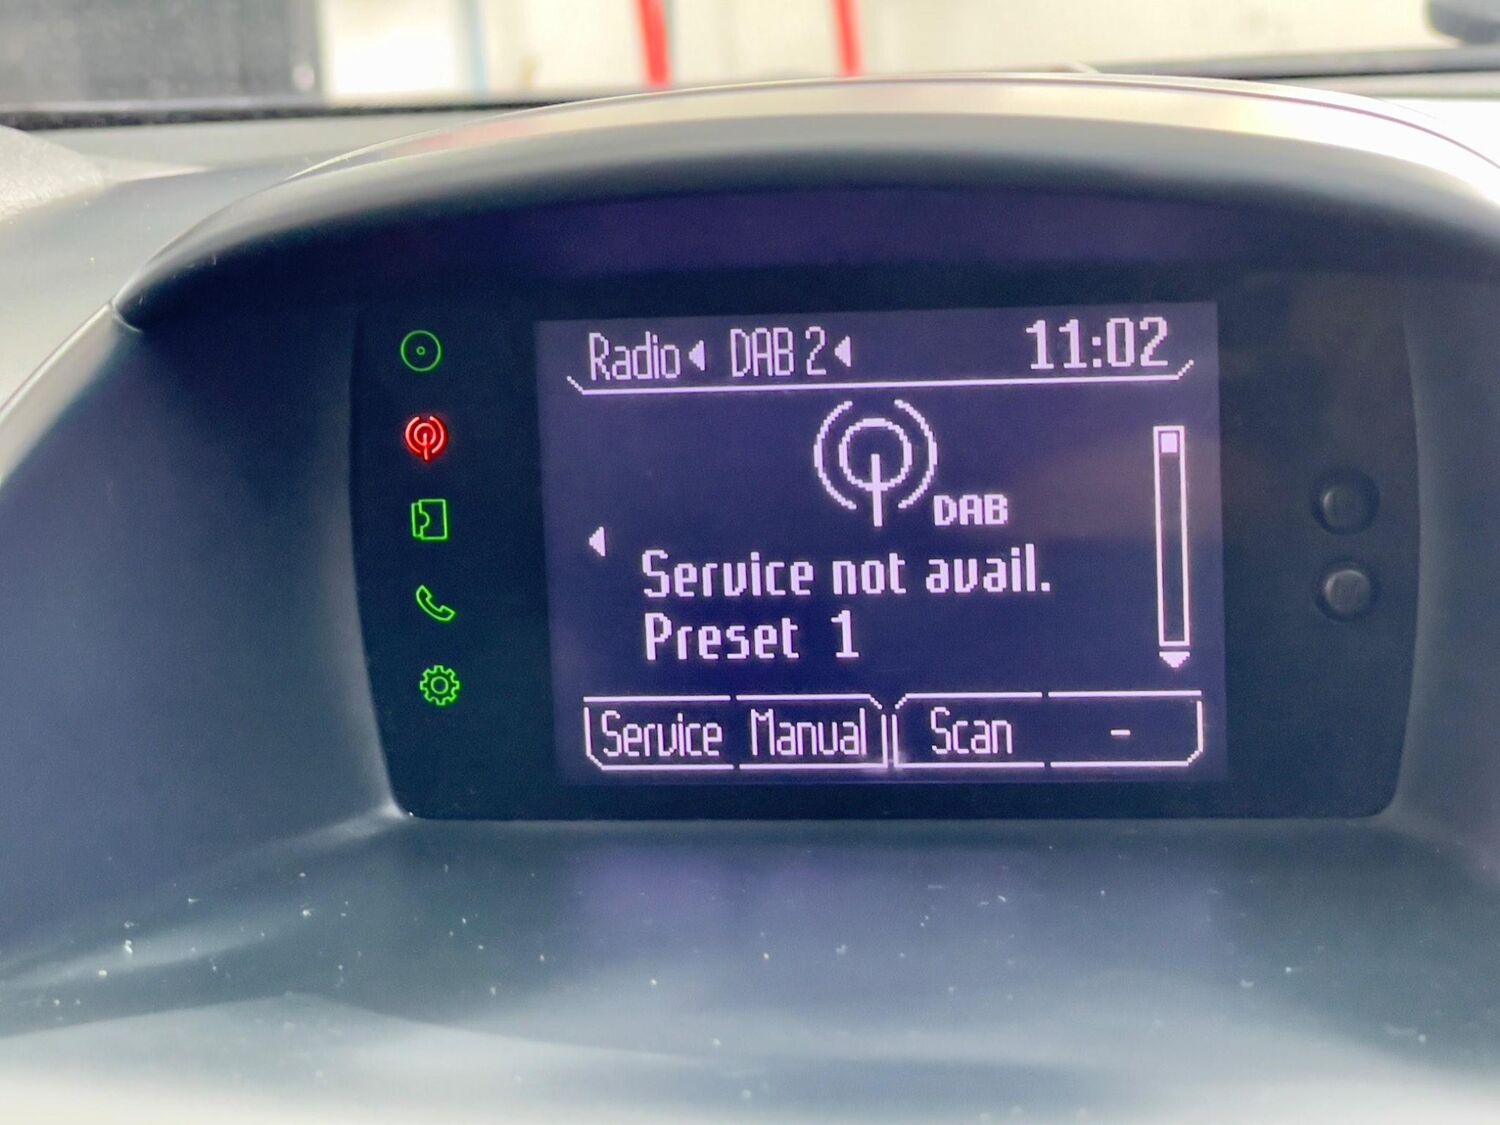 Radio DAB 2 11:02
DAB
Service not avail.
Preset 1
Service Manual Scan -